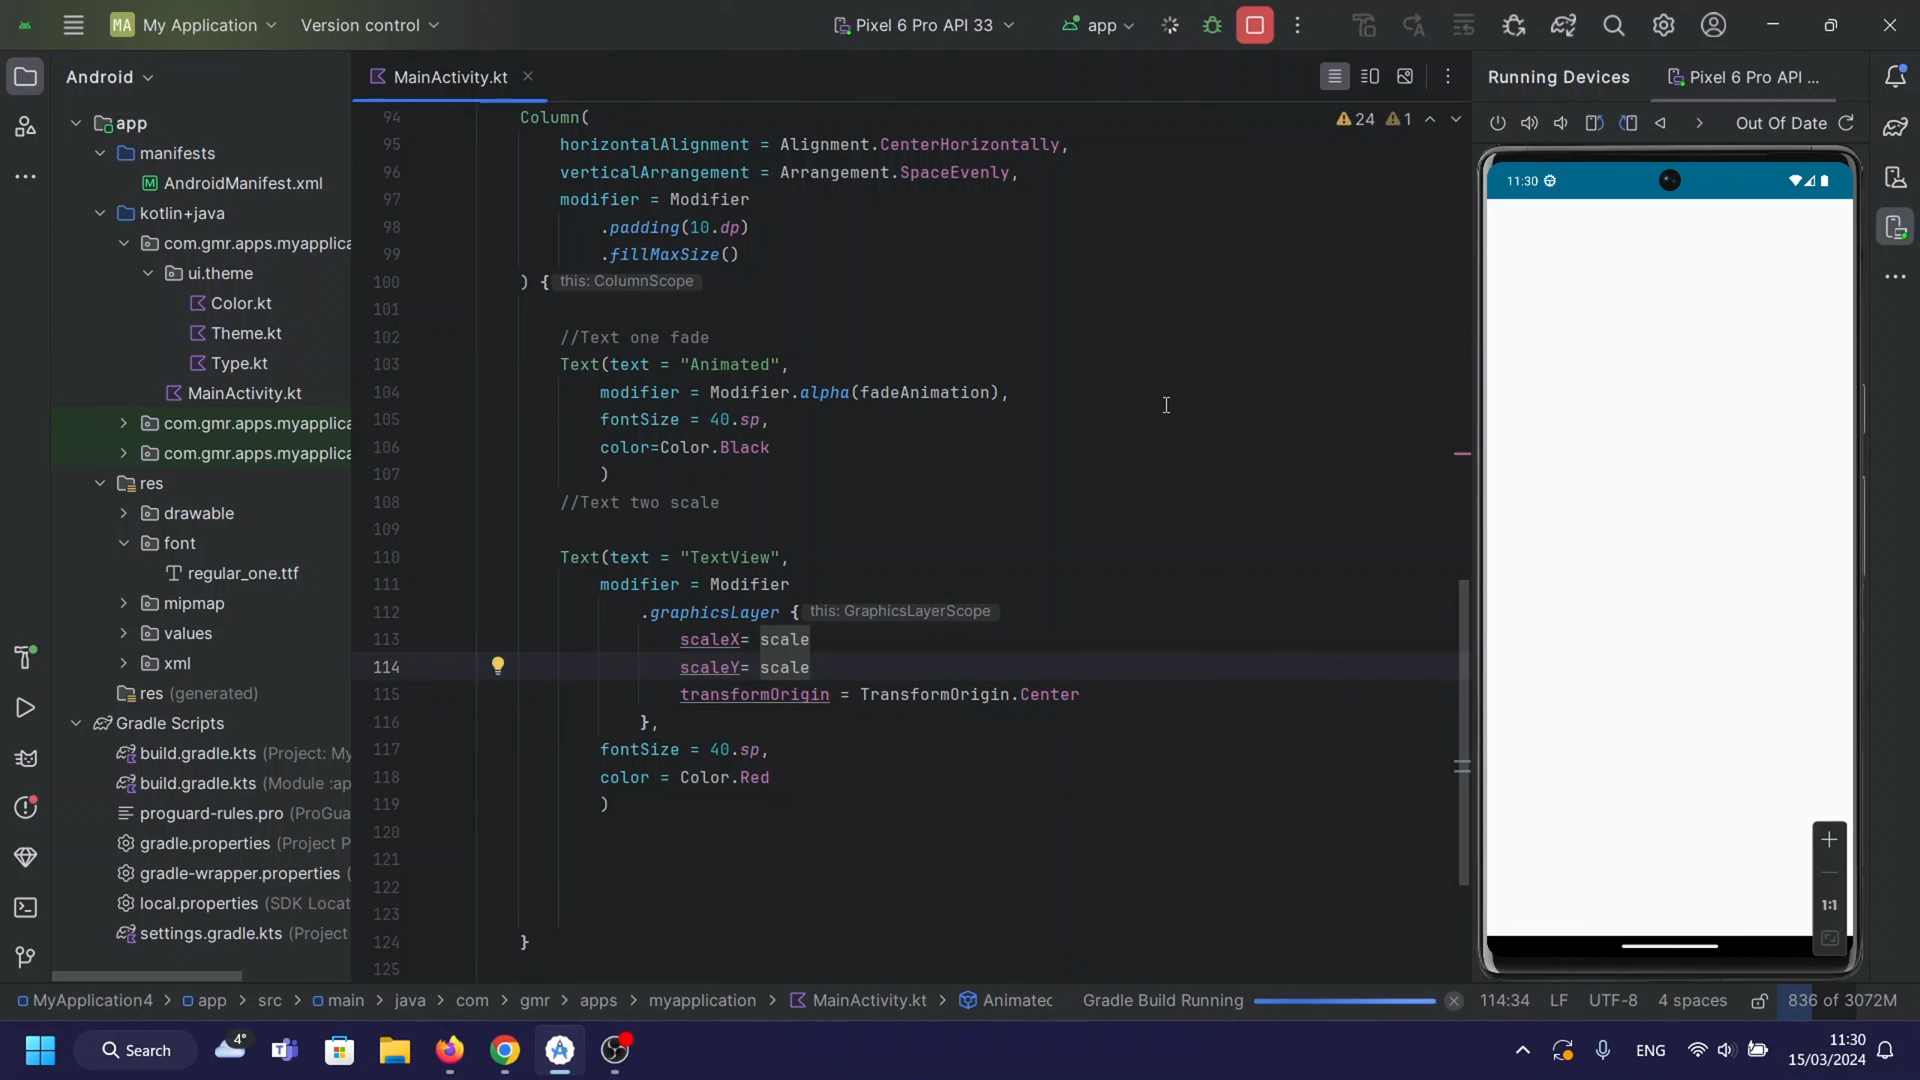 MA My Application Version control Pixel 6 Pro API 33 app
Android
MainActivity.kt
Running Devices Pixel 6 Pro API ...
Out Of Date
app
manifests
AndroidManifest.xml
kotlin+java
com.gmr.apps.myapplica
ui.theme
Color.kt
Theme.kt
Type.kt
MainActivity.kt
com.gmr.apps.myapplica
com.gmr.apps.myapplica
res
drawable
font
regular_one.ttf
mipmap
values
xml
res (generated)
Gradle Scripts
build.gradle.kts (Project: My
build.gradle.kts (Module :ap
proguard-rules.pro (ProGua
gradle.properties (Project P
gradle-wrapper.properties (
local.properties (SDK Locat
settings.gradle.kts (Project
24 1
94 Column(
95 horizontalAlignment = Alignment.CenterHorizontally,
96 verticalArrangement = Arrangement.SpaceEvenly,
97 modifier = Modifier
98 .padding(10.dp)
99 .fillMaxSize()
100 ) { this: ColumnScope
101
102 //Text one fade
103 Text(text = "Animated",
104 modifier = Modifier.alpha(fadeAnimation),
105 fontSize = 40.sp,
106 color=Color.Black
107 )
108 //Text two scale
109
110 Text(text = "TextView",
111 modifier = Modifier
112 .graphicsLayer { this: GraphicsLayerScope
113 scaleX= scale
114 scaleY= scale
115 transformOrigin = TransformOrigin.Center
116 },
117 fontSize = 40.sp,
118 color = Color.Red
119 )
120
121
122
123
124 }
125
11:30
1:1
MyApplication4 > app > src > main > java > com > gmr > apps > myapplication > MainActivity.kt > Animatec Gradle Build Running 114:34 LF UTF-8 4 spaces 836 of 3072M
Search 4° ENG 11:30
15/03/2024